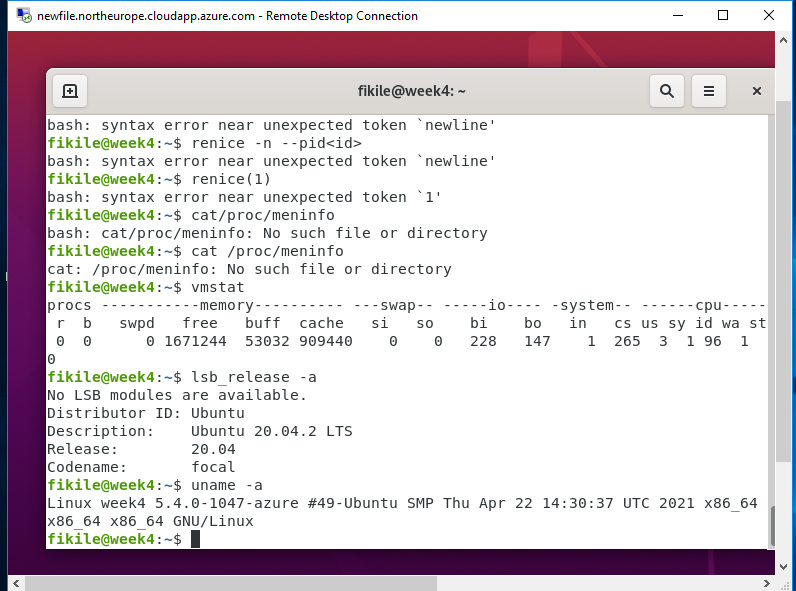 newfile.northeurope.cloudapp.azure.com - Remote Desktop Connection
fikile@week4: ~
bash: syntax error near unexpected token `newline'
fikile@week4:~$ renice -n --pid<id>
bash: syntax error near unexpected token `newline'
fikile@week4:~$ renice(1)
bash: syntax error near unexpected token `1'
fikile@week4:~$ cat/proc/meninfo
bash: cat/proc/meminfo: No such file or directory
fikile@week4:~$ cat /proc/meninfo
cat: /proc/meninfo: No such file or directory
fikile@week4:~$ vmstat
procs -----------memory---------- ---swap-- -----io---- -system-- ------cpu-----
 r  b   swpd   free   buff  cache   si   so    bi    bo   in   cs us sy id wa st
 0  0      0 1671244  53032 909440    0    0   228   147    1  265  3  1 96  1
0
fikile@week4:~$ lsb_release -a
No LSB modules are available.
Distributor ID: Ubuntu
Description:    Ubuntu 20.04.2 LTS
Release:        20.04
Codename:       focal
fikile@week4:~$ uname -a
Linux week4 5.4.0-1047-azure #49-Ubuntu SMP Thu Apr 22 14:30:37 UTC 2021 x86_64
x86_64 x86_64 GNU/Linux
fikile@week4:~$